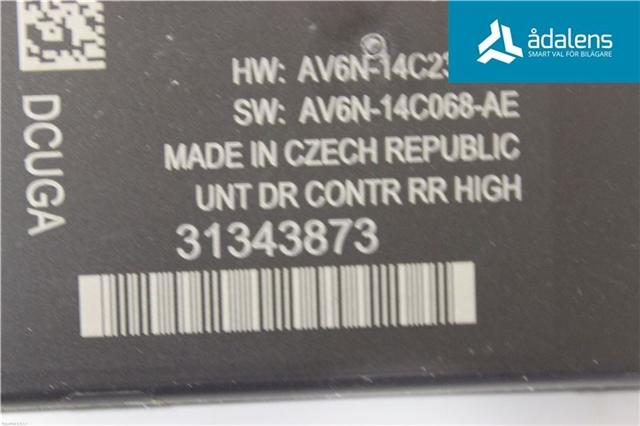 ådalens
SMART VAL FÖR BILÄGARE
HW: AV6N-14C23
SW: AV6N-14C068-AE
MADE IN CZECH REPUBLIC
UNT DR CONTR RR HIGH
31343873
DCUGA